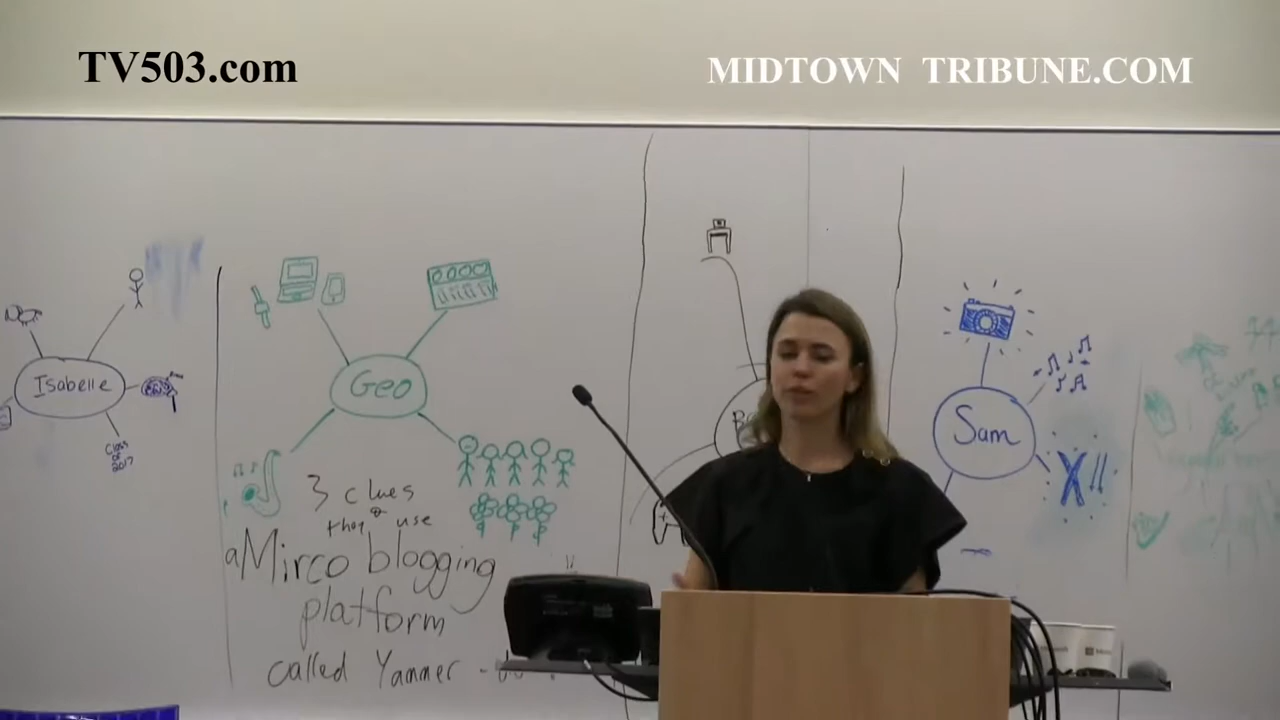 TV503.com
MIDTOWN TRIBUNE.COM
Isabelle
Class
of
2017
Geo
3 clues
they use
aMirco blogging
platform
called Yammer -
Sam